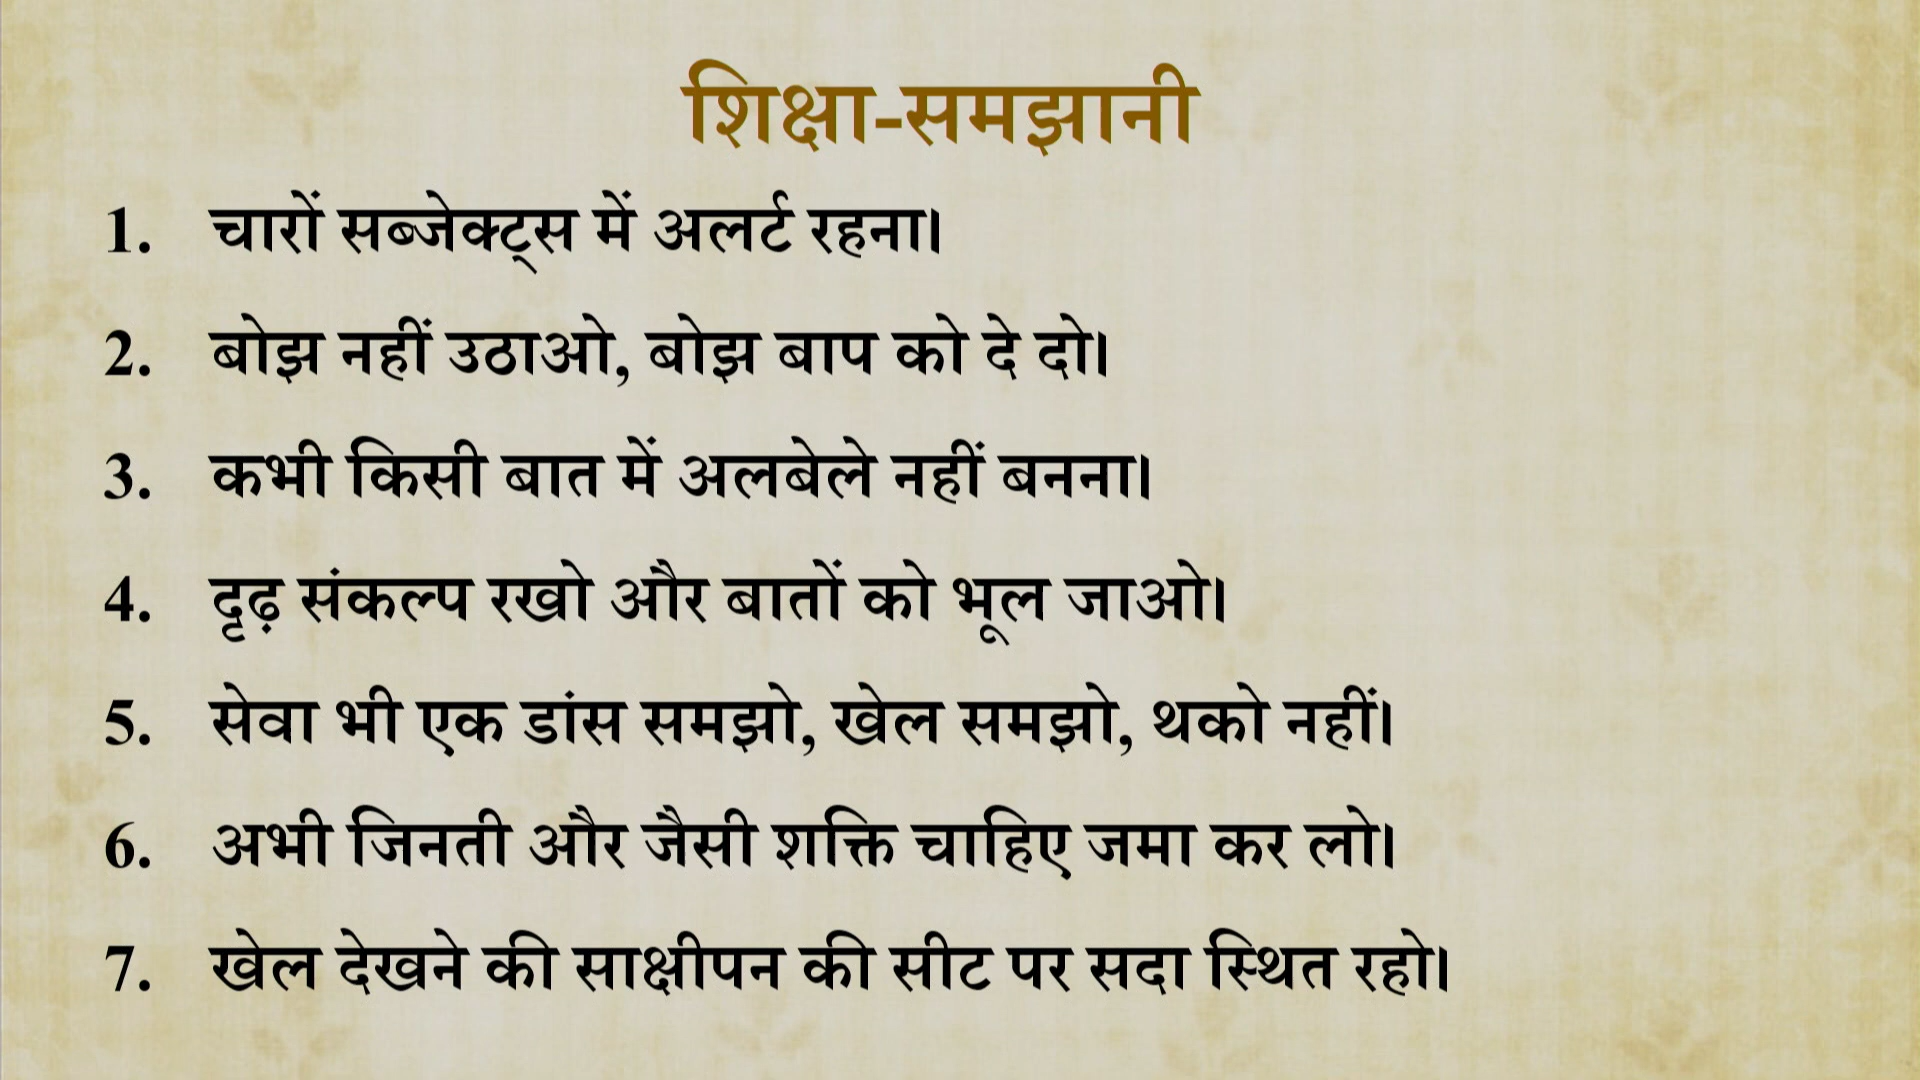 शिक्षा-समझानी
1. चारों सब्जेक्ट्स में अलर्ट रहना।
2. बोझ नहीं उठाओ, बोझ बाप को दे दो।
3. कभी किसी बात में अलबेले नहीं बनना।
4. दृढ़ संकल्प रखो और बातों को भूल जाओ।
5. सेवा भी एक डांस समझो, खेल समझो, थको नहीं।
6. अभी जिनती और जैसी शक्ति चाहिए जमा कर लो।
7. खेल देखने की साक्षीपन की सीट पर सदा स्थित रहो।